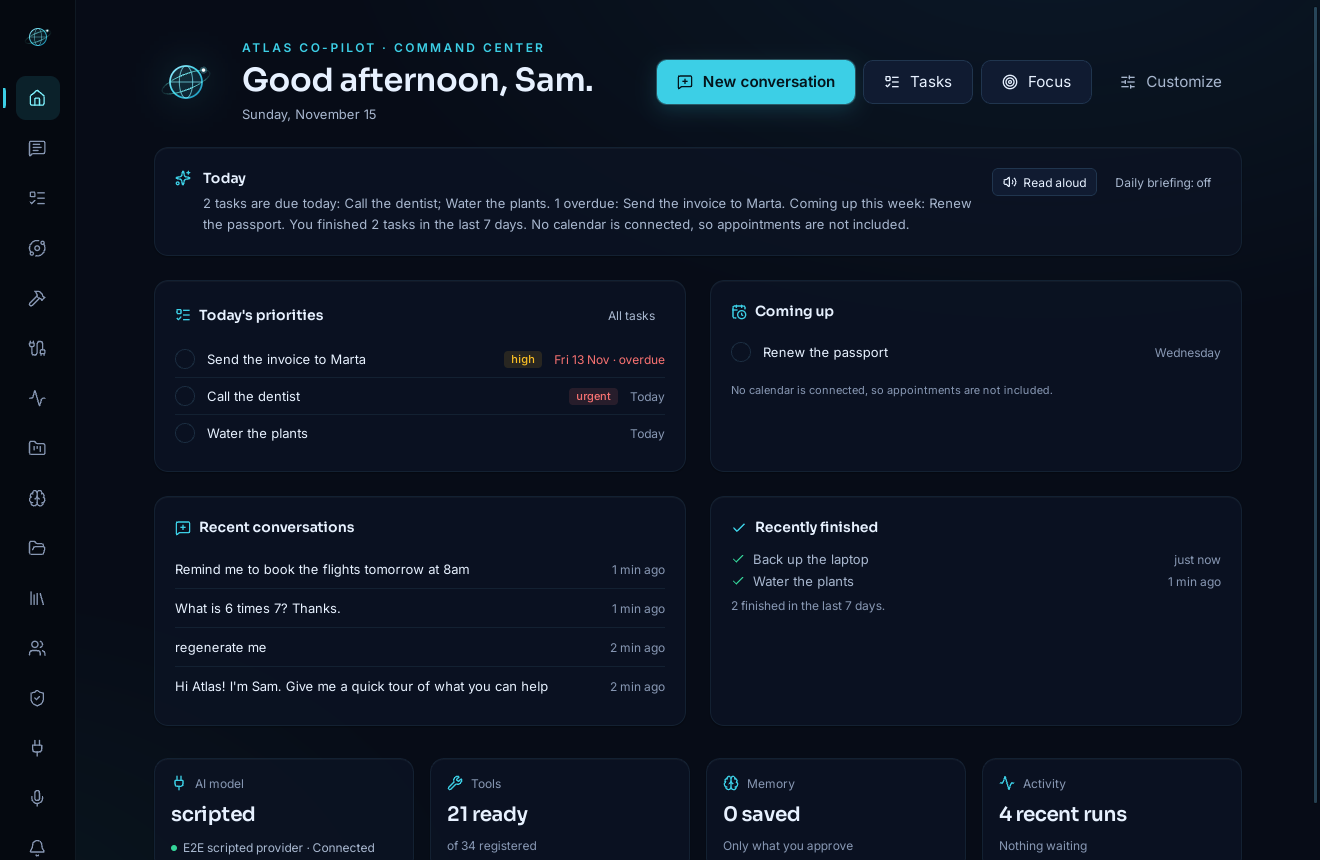 ATLAS CO-PILOT · COMMAND CENTER
Good afternoon, Sam.
Sunday, November 15
New conversation
Tasks
Focus
Customize
Today
Read aloud
Daily briefing: off
2 tasks are due today: Call the dentist; Water the plants. 1 overdue: Send the invoice to Marta. Coming up this week: Renew
the passport. You finished 2 tasks in the last 7 days. No calendar is connected, so appointments are not included.
Today's priorities
All tasks
Send the invoice to Marta high Fri 13 Nov · overdue
Call the dentist urgent Today
Water the plants Today
Coming up
Renew the passport Wednesday
No calendar is connected, so appointments are not included.
Recent conversations
Remind me to book the flights tomorrow at 8am 1 min ago
What is 6 times 7? Thanks. 1 min ago
regenerate me 2 min ago
Hi Atlas! I'm Sam. Give me a quick tour of what you can help 2 min ago
Recently finished
Back up the laptop just now
Water the plants 1 min ago
2 finished in the last 7 days.
AI model
scripted
E2E scripted provider · Connected
Tools
21 ready
of 34 registered
Memory
0 saved
Only what you approve
Activity
4 recent runs
Nothing waiting